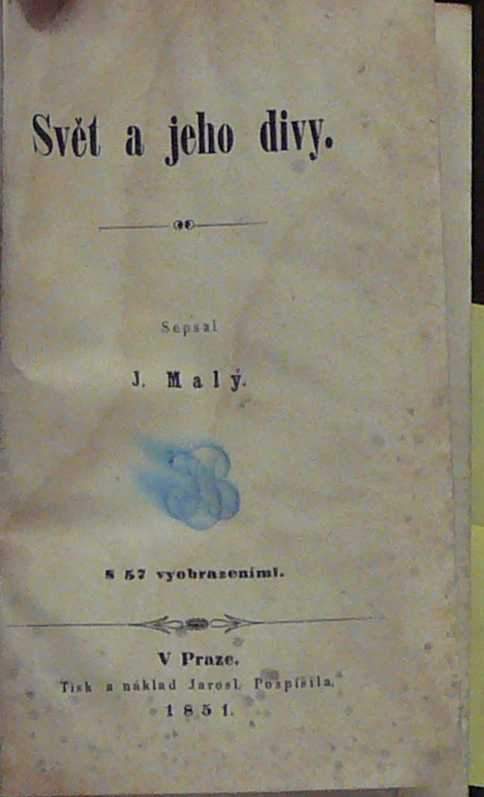 Svět a jeho divy.
Sepsal
J. Malý.
S 57 vyobrazeními.
V Praze.
Tisk a náklad Jarosl. Pospíšila.
1851.